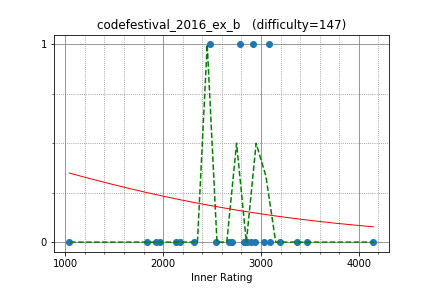 codefestival_2016_ex_b   (difficulty=147)
1
0
1000 2000 3000 4000
Inner Rating